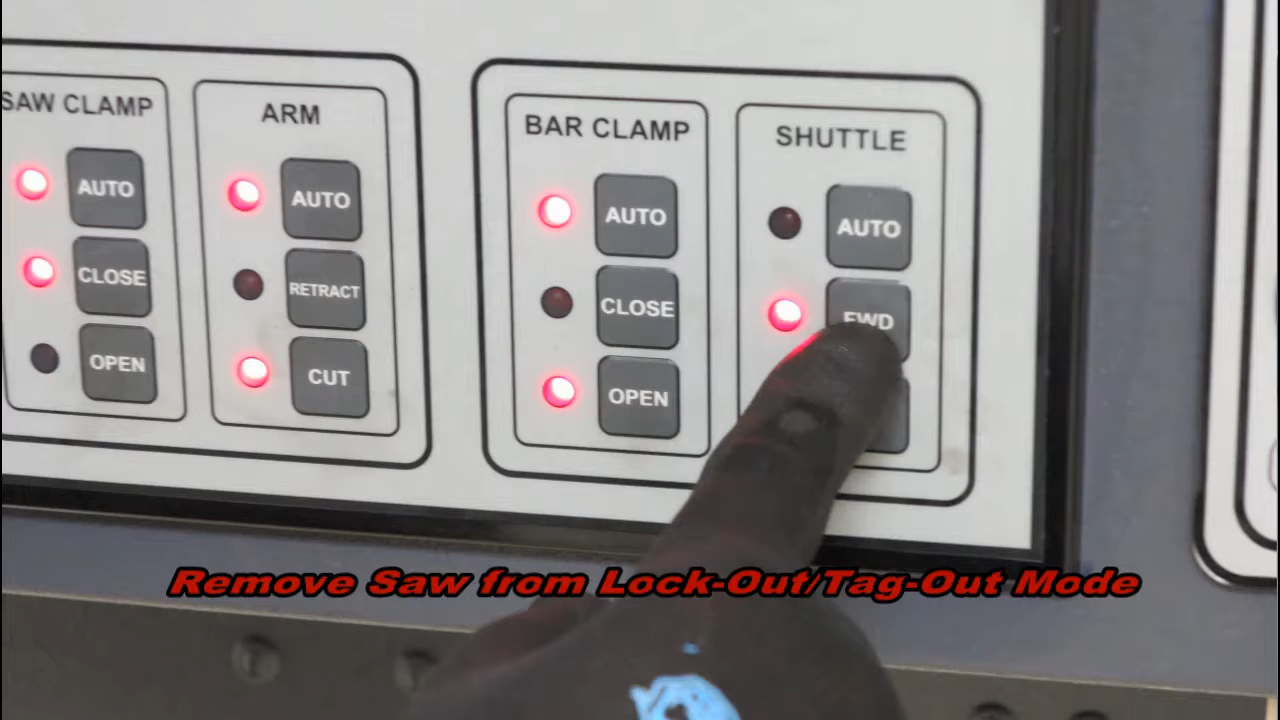 SAW CLAMP
AUTO
CLOSE
OPEN
ARM
AUTO
RETRACT
CUT
BAR CLAMP
AUTO
CLOSE
OPEN
SHUTTLE
AUTO
FWD
Remove Saw from Lock-Out/Tag-Out Mode